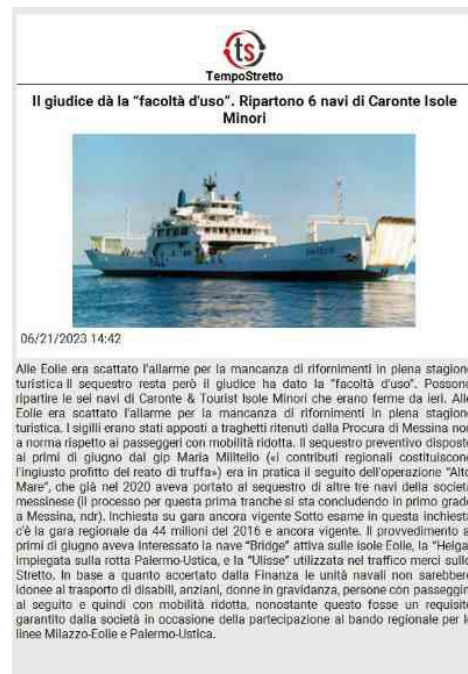 ts
TempoStretto
Il giudice dà la "facoltà d'uso". Ripartono 6 navi di Caronte Isole
Minori
06/21/2023 14:42
Alle Eolie era scattato l'allarme per la mancanza di rifornimenti in plena stagione
turistica Il sequestro resta però il giudice ha dato la "facoltà d'uso". Possono
ripartire le sei navi di Caronte & Tourist Isole Minori che erano ferme da ieri. Alle
Eolie era scattato l'allarme per la mancanza di rifornimenti in plena stagione
turistica. I sigilli erano stati apposti a traghetti ritenuti dalla Procura di Messina non
a norma rispetto ai passeggeri con mobilità ridotta. Il sequestro preventivo disposto
ai primi di giugno dal gip Maria Militello («i contributi regionali costituiscono
l'ingiusto profitto del reato di truffa») era in pratica il seguito dell'operazione "Alto
Mare", che già nel 2020 aveva portato al sequestro di altre tre navi della società
messinese (il processo per questa prima tranche si sta concludendo in primo grado
a Messina, ndr). Inchiesta su gara ancora vigente Sotto esame in questa inchiesta
c'è la gara regionale da 44 milioni del 2016 e ancora vigente. Il provvedimento ai
primi di giugno aveva interessato la nave "Bridge" attiva sulle isole Eolie, la "Helga"
impiegata sulla rotta Palermo-Ustica, e la "Ulisse" utilizzata nel traffico merci sullo
Stretto. In base a quanto accertato dalla Finanza le unità navali non sarebbero
idonee al trasporto di disabili, anziani, donne in gravidanza, persone con passeggini
al seguito e quindi con mobilità ridotta, nonostante questo fosse un requisito
garantito dalla società in occasione della partecipazione al bando regionale per le
linee Milazzo-Eolie e Palermo-Ustica.